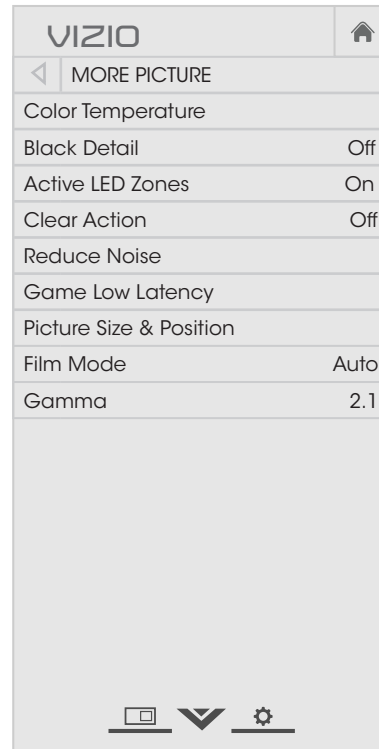 VIZIO
MORE PICTURE
Color Temperature
Black Detail Off
Active LED Zones On
Clear Action Off
Reduce Noise
Game Low Latency
Picture Size & Position
Film Mode Auto
Gamma 2.1